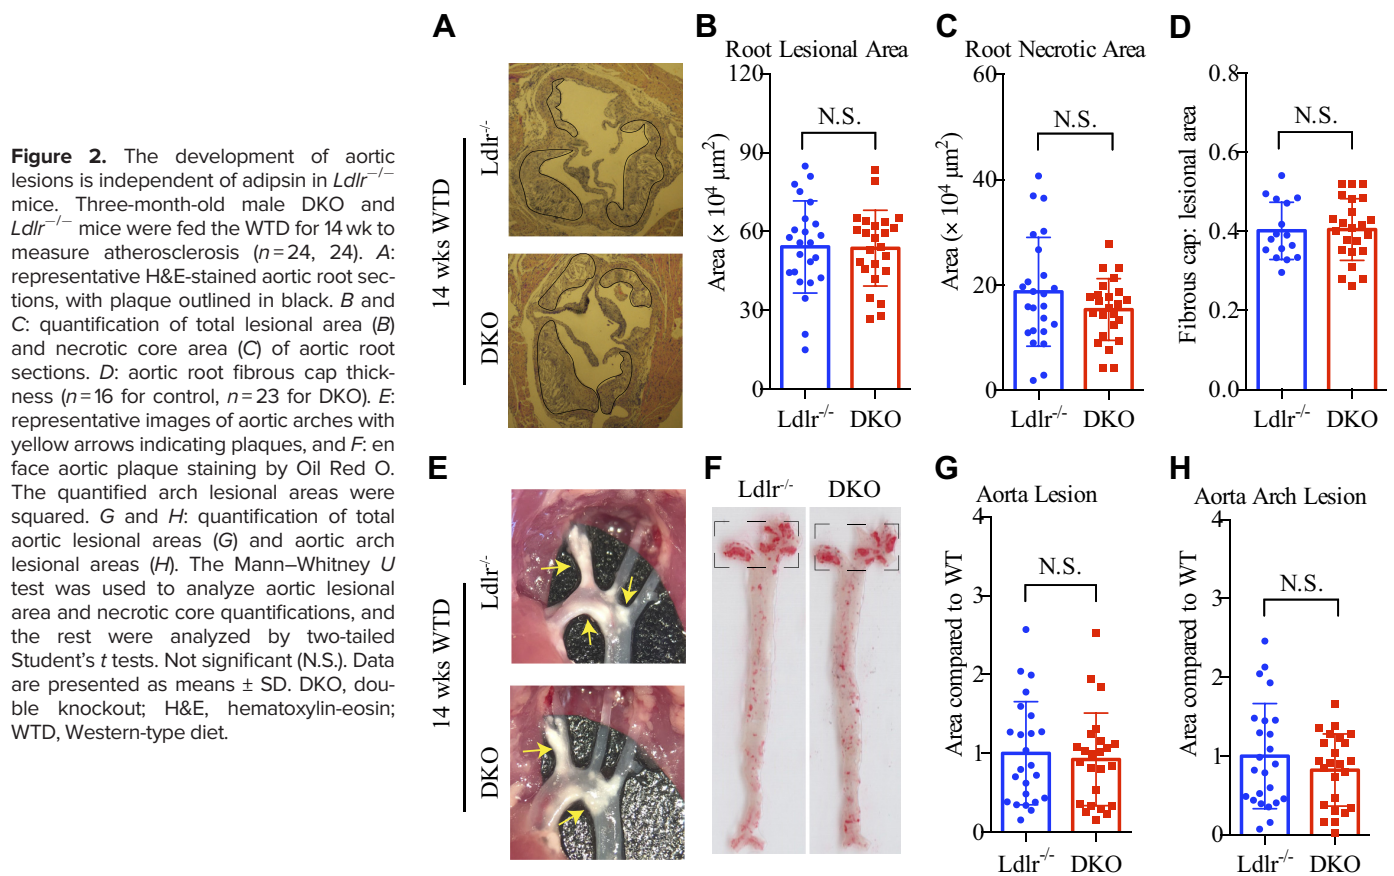 Figure 2. The development of aortic
lesions is independent of adipsin in Ldlr−/−
mice. Three-month-old male DKO and
Ldlr−/− mice were fed the WTD for 14 wk to
measure atherosclerosis (n = 24, 24). A:
representative H&E-stained aortic root sec-
tions, with plaque outlined in black. B and
C: quantification of total lesional area (B)
and necrotic core area (C) of aortic root
sections. D: aortic root fibrous cap thick-
ness (n = 16 for control, n = 23 for DKO). E:
representative images of aortic arches with
yellow arrows indicating plaques, and F: en
face aortic plaque staining by Oil Red O.
The quantified arch lesional areas were
squared. G and H: quantification of total
aortic lesional areas (G) and aortic arch
lesional areas (H). The Mann–Whitney U
test was used to analyze aortic lesional
area and necrotic core quantifications, and
the rest were analyzed by two-tailed
Student's t tests. Not significant (N.S.). Data
are presented as means ± SD. DKO, dou-
ble knockout; H&E, hematoxylin-eosin;
WTD, Western-type diet.
A
14 wks WTD
Ldlr-/-
DKO
B
Root Lesional Area
Area (× 10⁴ μm²)
120
90
60
30
0
N.S.
Ldlr-/- DKO
C
Root Necrotic Area
Area (× 10⁴ μm²)
60
40
20
0
N.S.
Ldlr-/- DKO
D
Fibrous cap: lesional area
0.8
0.6
0.4
0.2
0.0
N.S.
Ldlr-/- DKO
E
14 wks WTD
Ldlr-/-
DKO
F
Ldlr-/- DKO
G
Aorta Lesion
Area compared to WT
4
3
2
1
0
N.S.
Ldlr-/- DKO
H
Aorta Arch Lesion
Area compared to WT
4
3
2
1
0
N.S.
Ldlr-/- DKO